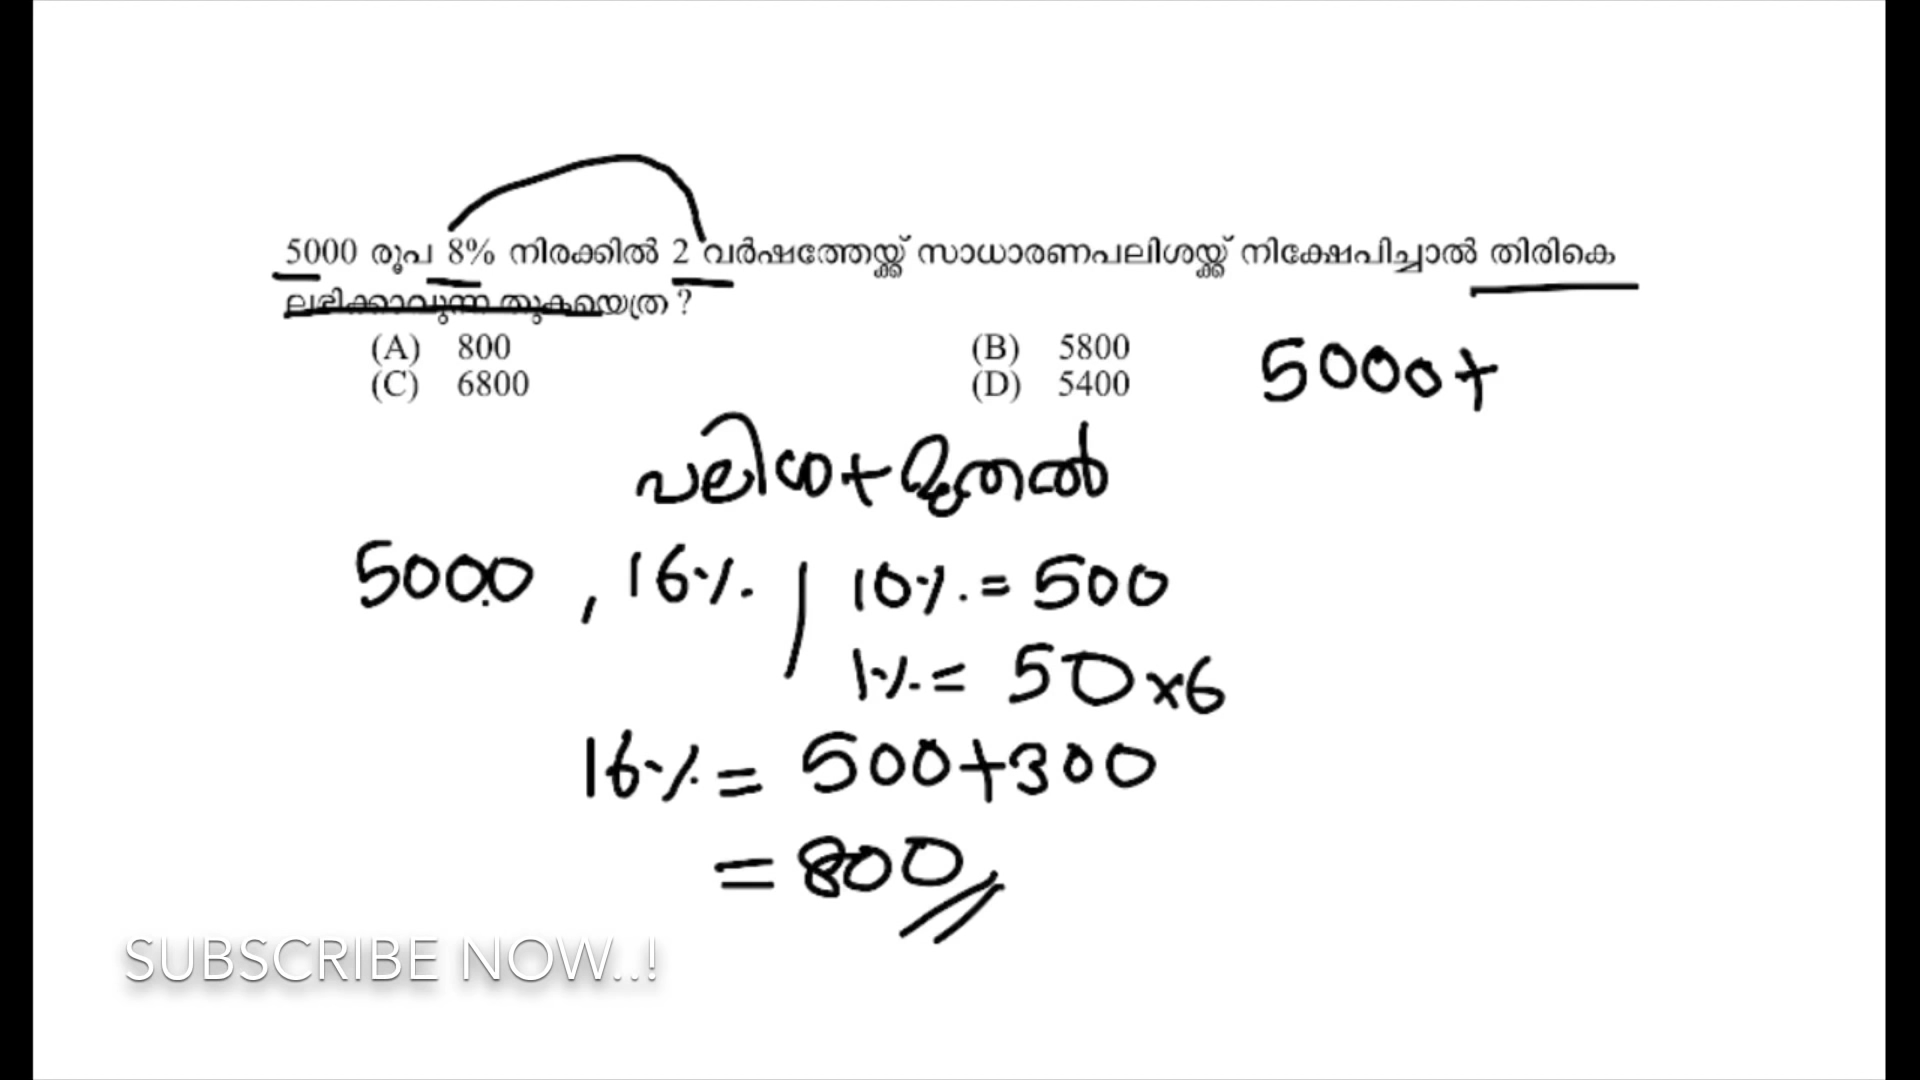 5000 രൂപ 8% നിരക്കിൽ 2 വർഷത്തേയ്ക്ക് സാധാരണപലിശയ്ക്ക് നിക്ഷേപിച്ചാൽ തിരികെ
ലഭിക്കാവുന്ന തുകയെത്ര ?
(A) 800 (B) 5800
(C) 6800 (D) 5400
5000+
പലിശ+മുതൽ
5000 , 16% / 10% = 500
1% = 50×6
16% = 500+300
= 800//
SUBSCRIBE NOW..!